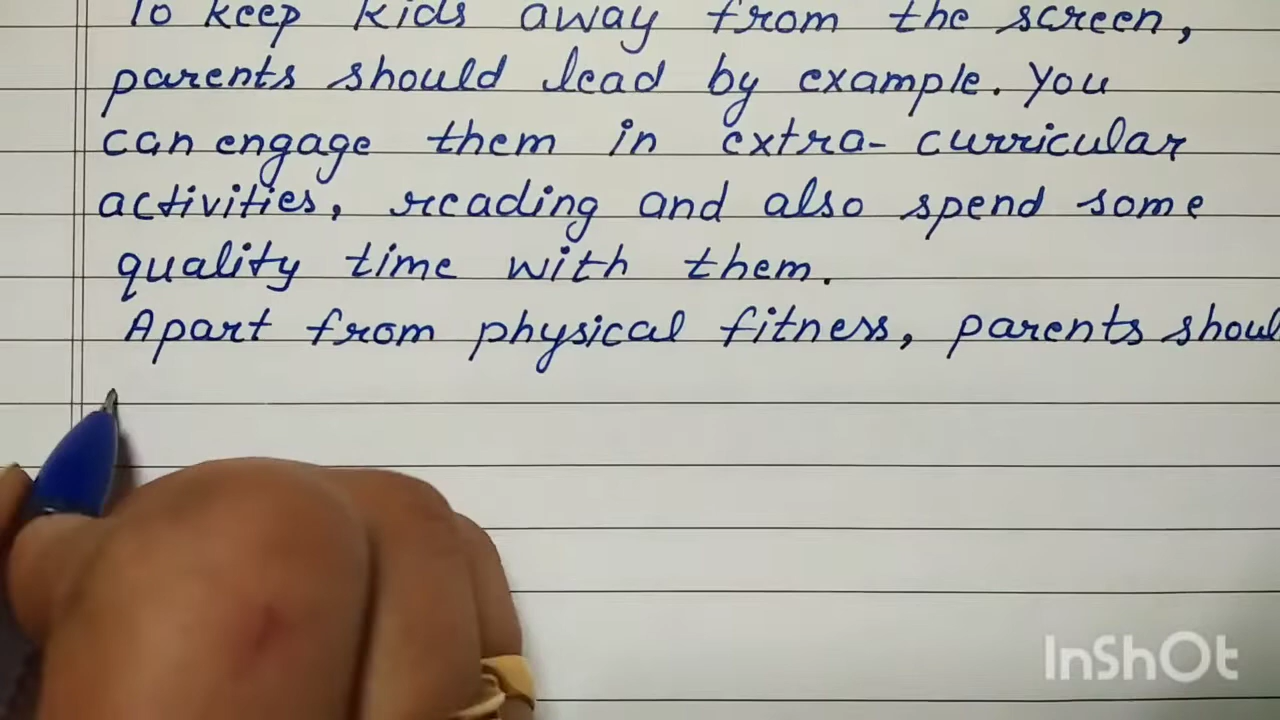 To keep kids away from the screen,
parents should lead by example. You
can engage them in extra-curricular
activities, reading and also spend some
quality time with them.
Apart from physical fitness, parents shoul
InShOt